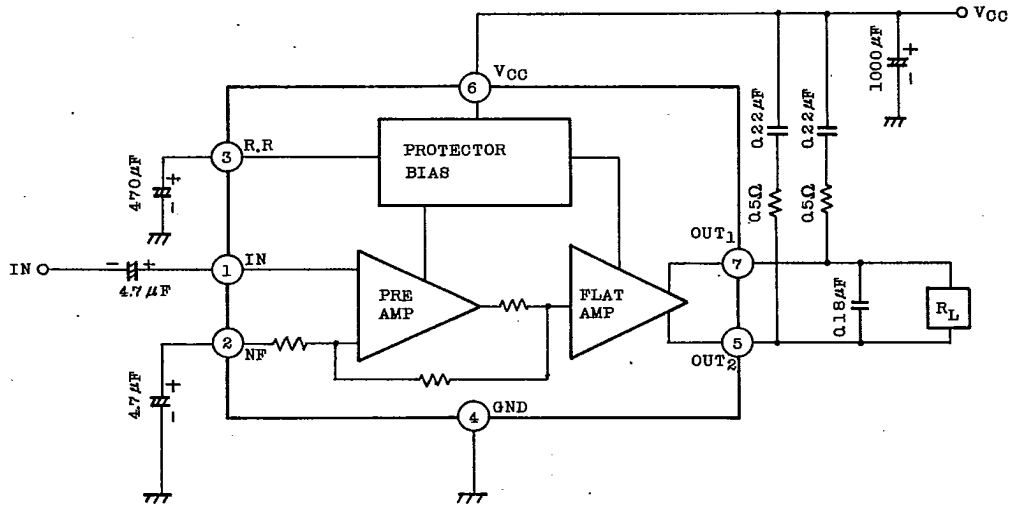 VCC
1000μF
+
-
VCC
6
0.22μF
0.22μF
R.R
3
PROTECTOR
BIAS
470μF
+
-
0.5Ω
0.5Ω
OUT1
7
IN
- +
4.7μF
1
IN
PRE
AMP
FLAT
AMP
0.18μF
RL
2
NF
5
OUT2
4.7μF
+
-
4
GND